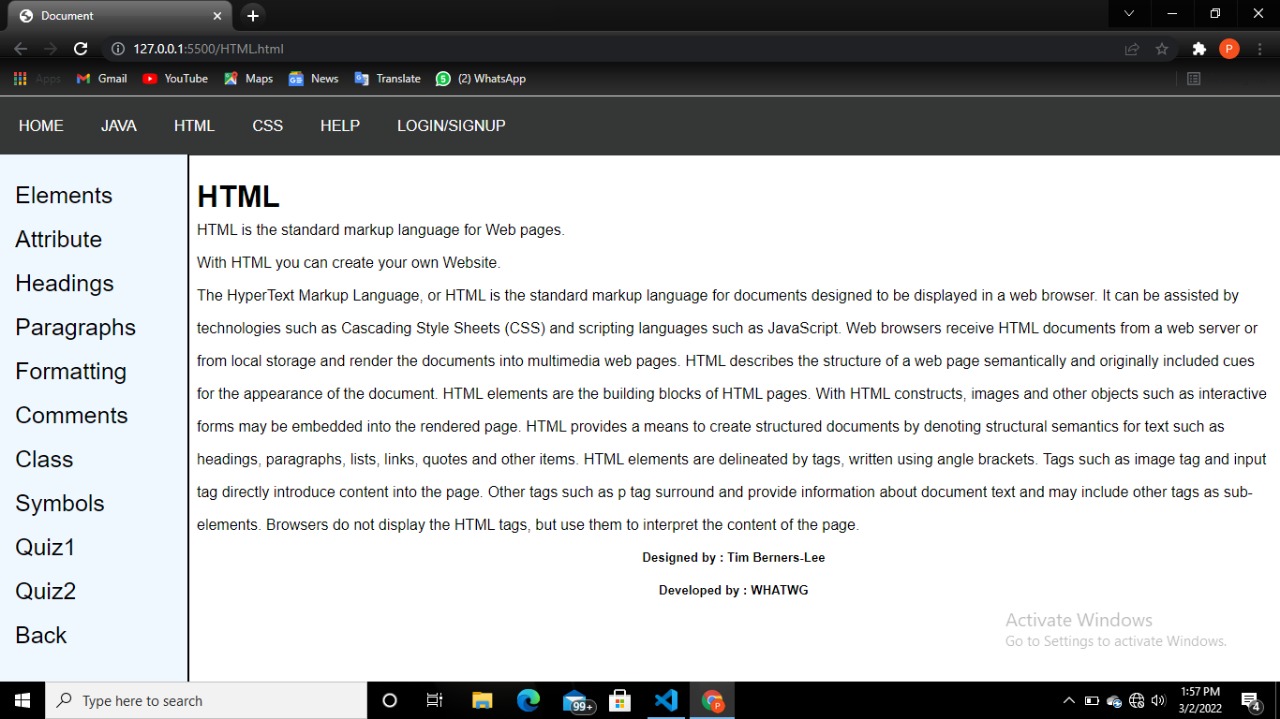 Document
127.0.0.1:5500/HTML.html
P
Apps Gmail YouTube Maps News Translate (2) WhatsApp
HOME JAVA HTML CSS HELP LOGIN/SIGNUP
Elements
Attribute
Headings
Paragraphs
Formatting
Comments
Class
Symbols
Quiz1
Quiz2
Back
HTML
HTML is the standard markup language for Web pages.
With HTML you can create your own Website.
The HyperText Markup Language, or HTML is the standard markup language for documents designed to be displayed in a web browser. It can be assisted by
technologies such as Cascading Style Sheets (CSS) and scripting languages such as JavaScript. Web browsers receive HTML documents from a web server or
from local storage and render the documents into multimedia web pages. HTML describes the structure of a web page semantically and originally included cues
for the appearance of the document. HTML elements are the building blocks of HTML pages. With HTML constructs, images and other objects such as interactive
forms may be embedded into the rendered page. HTML provides a means to create structured documents by denoting structural semantics for text such as
headings, paragraphs, lists, links, quotes and other items. HTML elements are delineated by tags, written using angle brackets. Tags such as image tag and input
tag directly introduce content into the page. Other tags such as p tag surround and provide information about document text and may include other tags as sub-
elements. Browsers do not display the HTML tags, but use them to interpret the content of the page.
Designed by : Tim Berners-Lee
Developed by : WHATWG
Activate Windows
Go to Settings to activate Windows.
Type here to search
99+
1:57 PM
3/2/2022
4